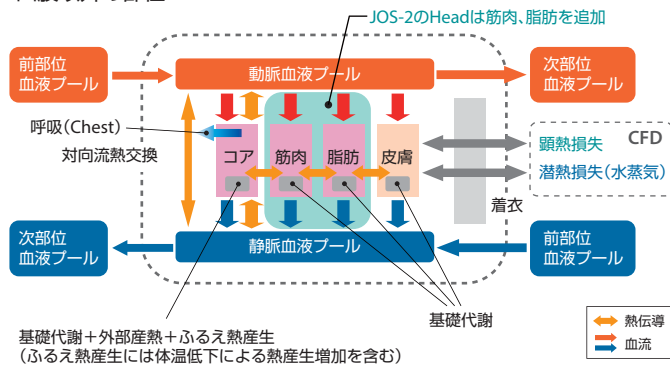 JOS-2のHeadは筋肉、脂肪を追加
前部位
血液プール
動脈血液プール
次部位
血液プール
呼吸(Chest)
対向流熱交換
コア
筋肉
脂肪
皮膚
顕熱損失
CFD
潜熱損失(水蒸気)
着衣
次部位
血液プール
静脈血液プール
前部位
血液プール
基礎代謝
基礎代謝+外部産熱+ふるえ熱産生
(ふるえ熱産生には体温低下による熱産生増加を含む)
熱伝導
血流